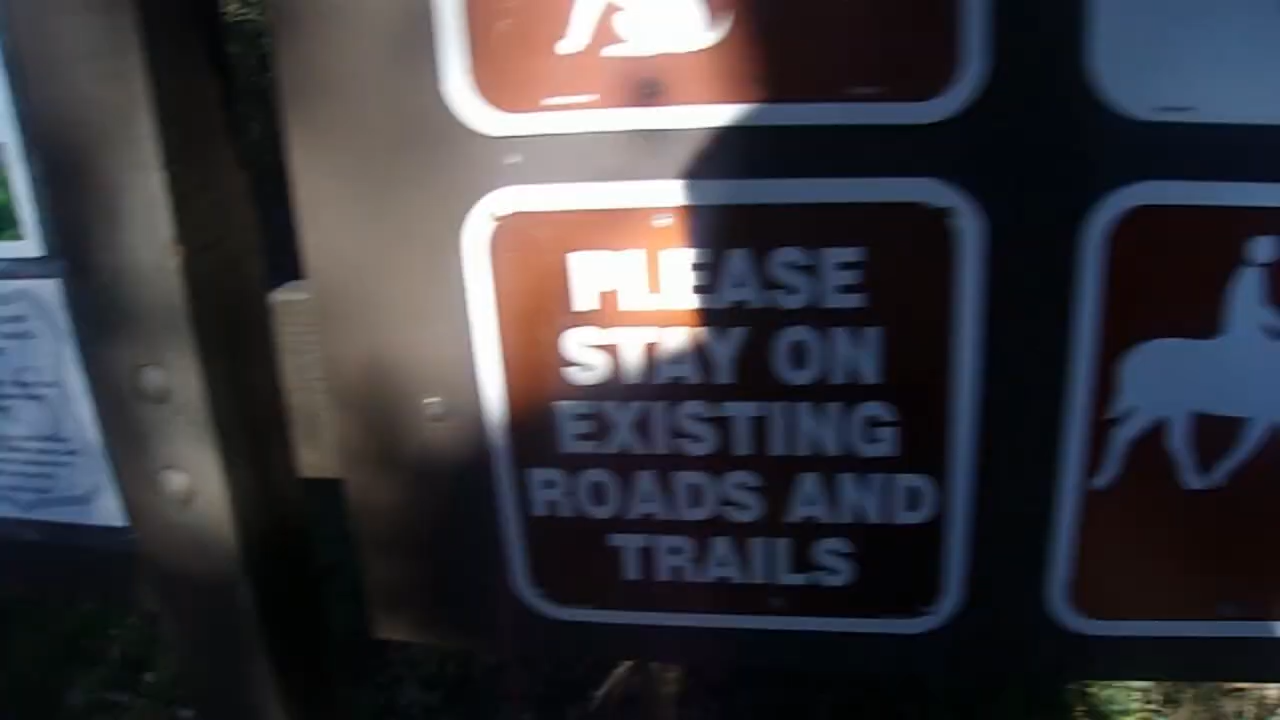 PLEASE
STAY ON
EXISTING
ROADS AND
TRAILS